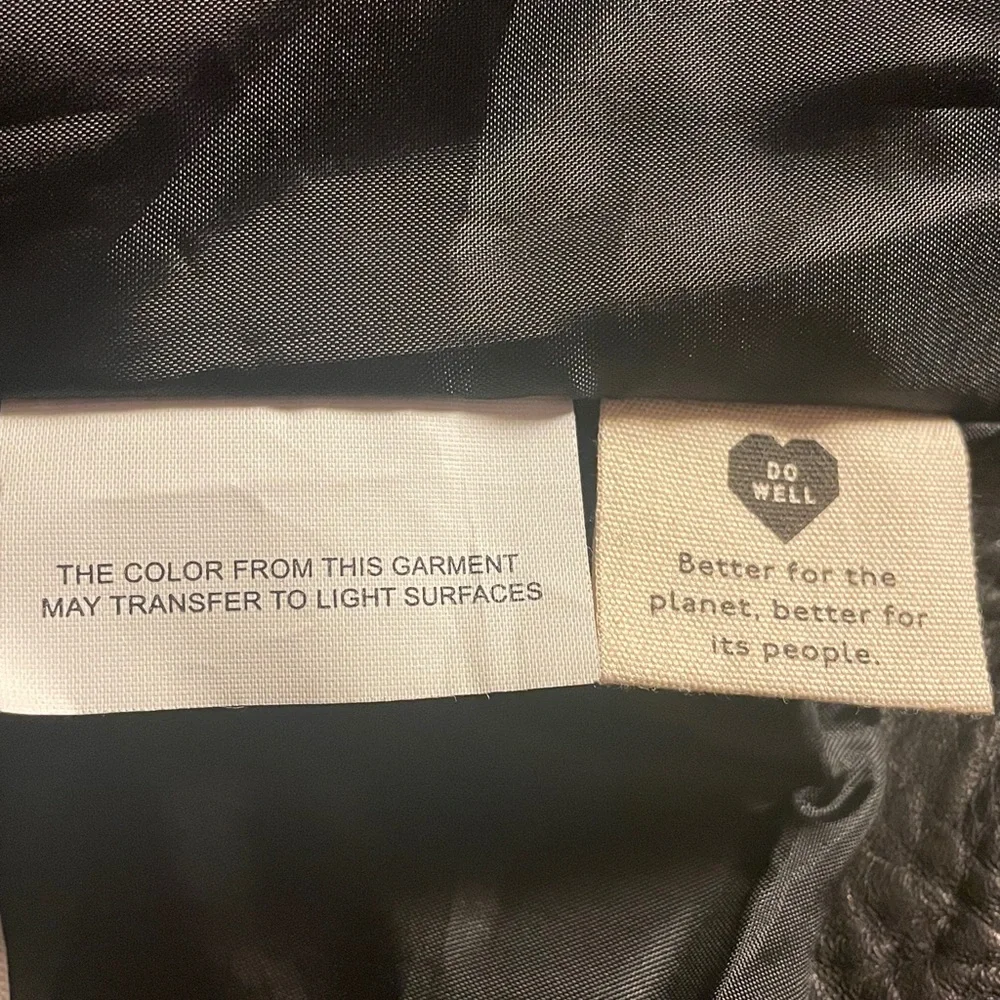 THE COLOR FROM THIS GARMENT
MAY TRANSFER TO LIGHT SURFACES
DO
WELL
Better for the
planet, better for
its people.